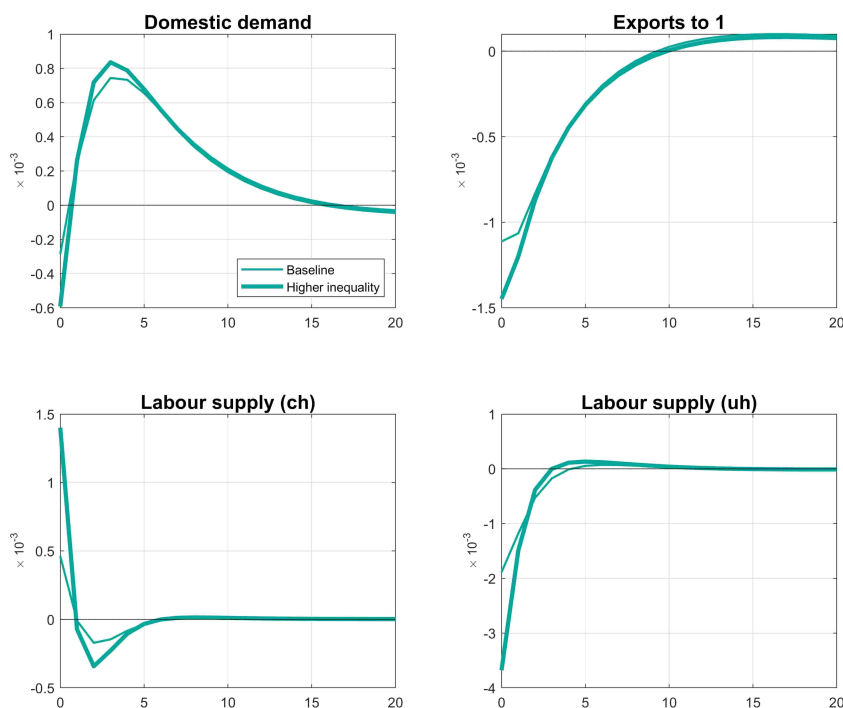 Domestic demand
1
0.8
0.6
0.4
0.2
0
-0.2
-0.4
-0.6
× 10-3
Baseline
Higher inequality
0 5 10 15 20
Exports to 1
0
-0.5
-1
-1.5
× 10-3
0 5 10 15 20
Labour supply (ch)
1.5
1
0.5
0
-0.5
× 10-3
0 5 10 15 20
Labour supply (uh)
1
0
-1
-2
-3
-4
× 10-3
0 5 10 15 20